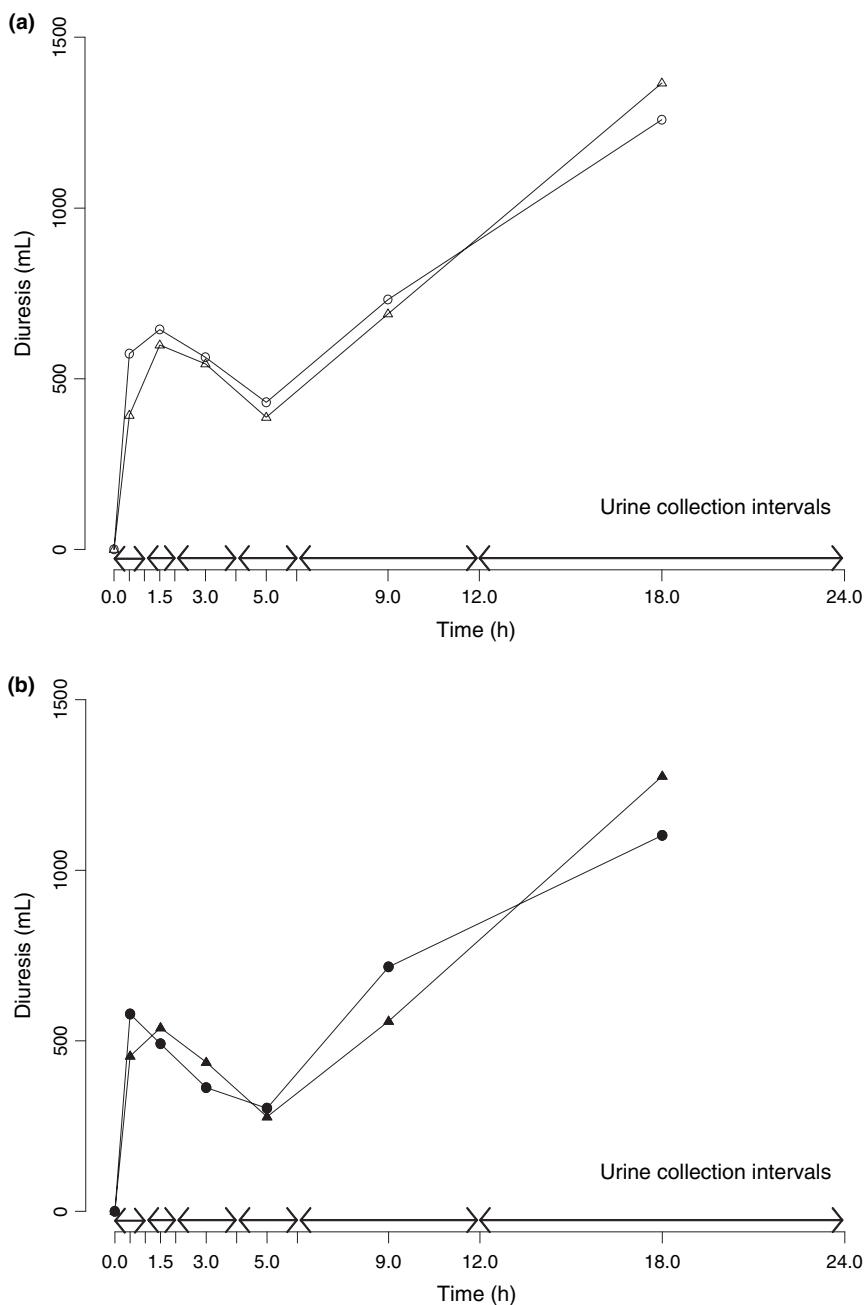 (a)
1500
1000
500
0
Diuresis (mL)
Urine collection intervals
0.0 1.5 3.0 5.0 9.0 12.0 18.0 24.0
Time (h)
(b)
1500
1000
500
0
Diuresis (mL)
Urine collection intervals
0.0 1.5 3.0 5.0 9.0 12.0 18.0 24.0
Time (h)